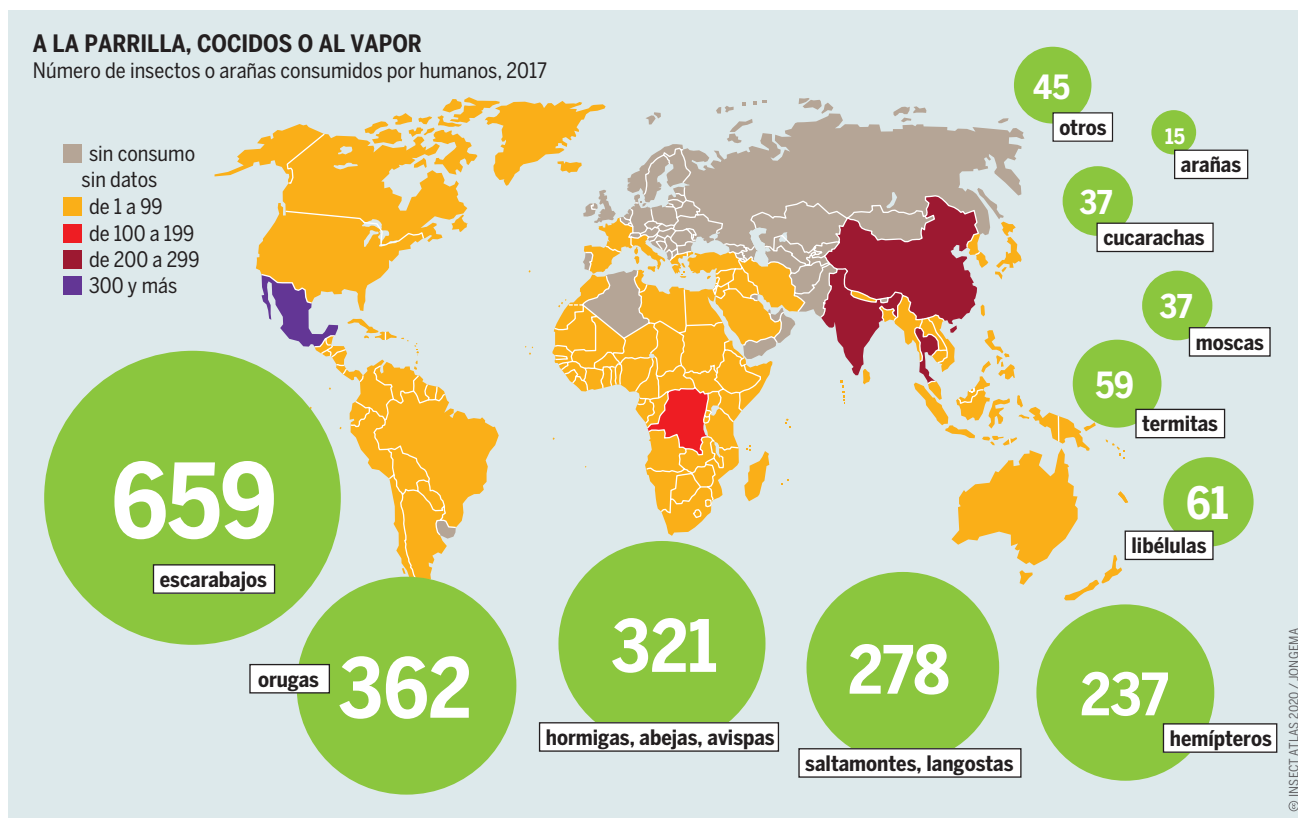 A LA PARRILLA, COCIDOS O AL VAPOR
Número de insectos o arañas consumidos por humanos, 2017
sin consumo
sin datos
de 1 a 99
de 100 a 199
de 200 a 299
300 y más
45
otros
15
arañas
37
cucarachas
37
moscas
59
termitas
61
libélulas
659
escarabajos
orugas
362
321
hormigas, abejas, avispas
278
saltamontes, langostas
237
hemípteros
INSECT ATLAS 2020 / JONGEMA